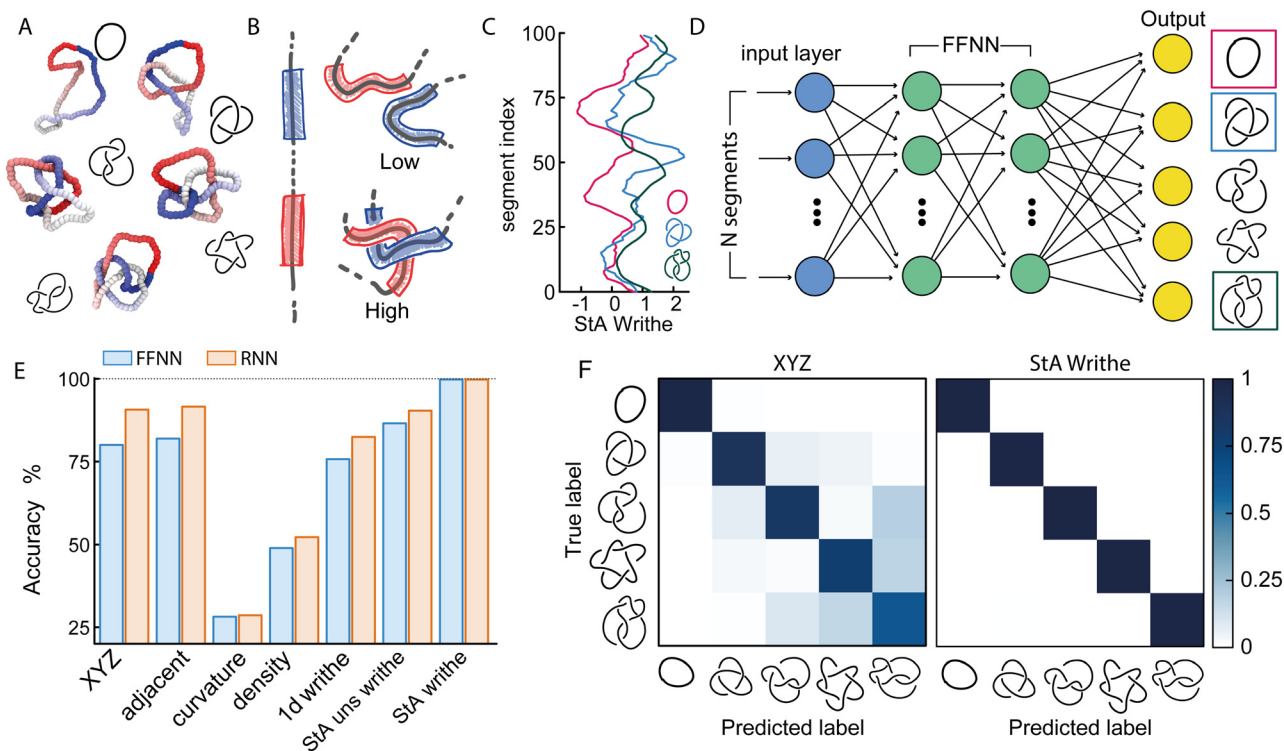 A
B
Low
High
C
segment index
100
75
50
25
0
-1 0 1 2
StA Writhe
D
input layer
FFNN
Output
N segments
E
FFNN RNN
Accuracy %
100
75
50
25
XYZ
adjacent
curvature
density
1d writhe
StA uns writhe
StA writhe
F
XYZ
StA Writhe
True label
Predicted label
Predicted label
1
0.75
0.5
0.25
0